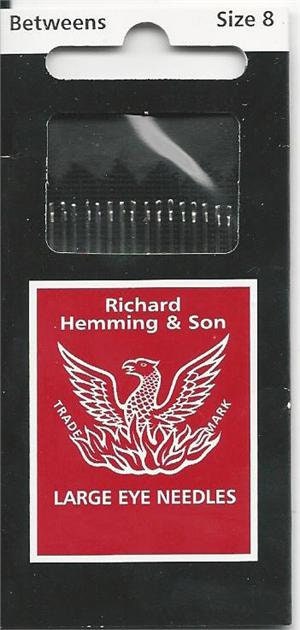 Betweens Size 8
Richard
Hemming & Son
TRADE MARK
LARGE EYE NEEDLES